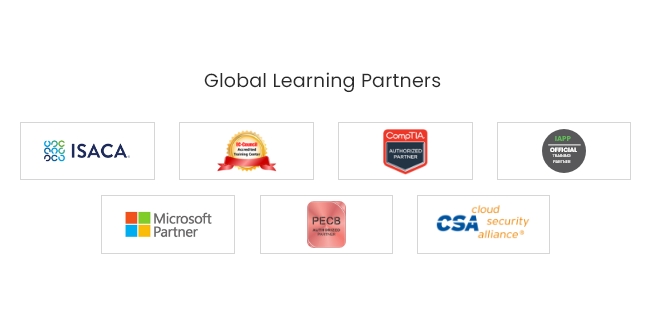 Global Learning Partners
ISACA®
EC-Council
Accredited
Training Center
CompTIA.
AUTHORIZED
PARTNER
IAPP
OFFICIAL
TRAINING
PARTNER
Microsoft
Partner
PECB
AUTHORIZED
PARTNER
cloud
CSA security
alliance®